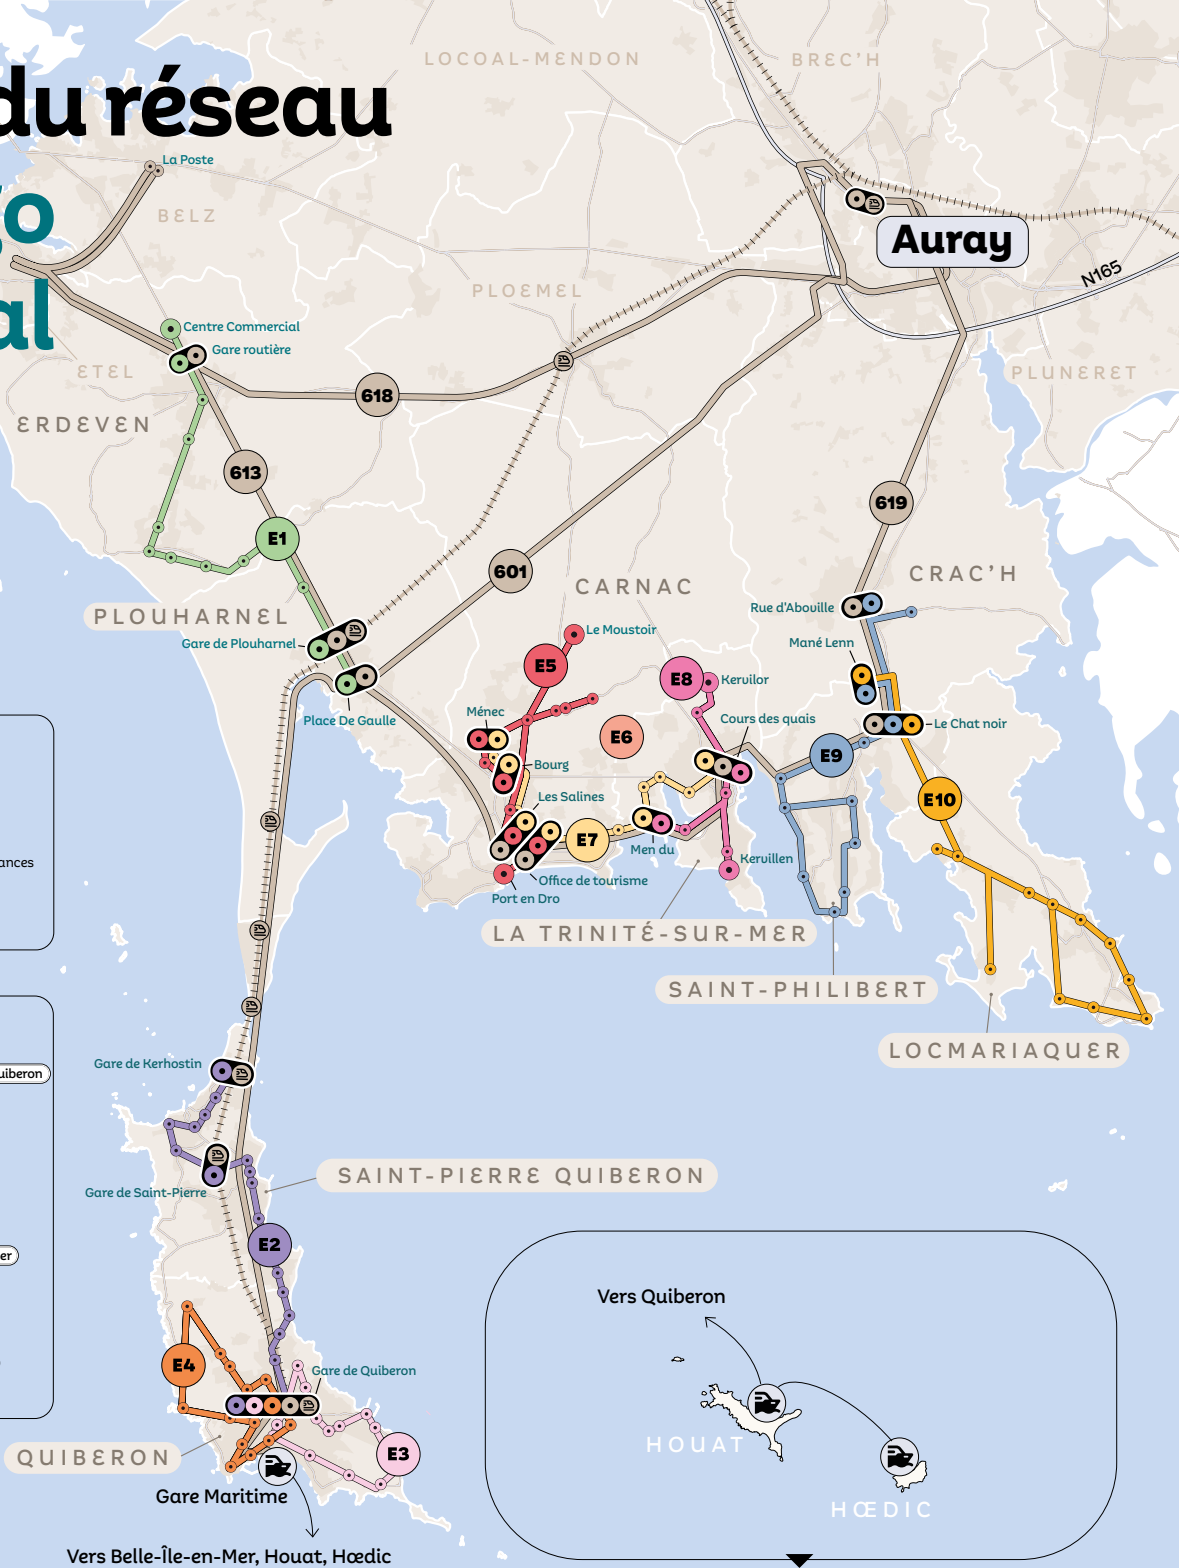 du réseau
LOCOAL-MENDON
BREC'H
La Poste
BELZ
Auray
N165
PLOEMEL
al
Centre Commercial
Gare routière
ETEL
PLUNERET
618
ERDEVEN
613
619
E1
601
CARNAC
CRAC'H
PLOUHARNEL
Rue d'Aboville
Le Moustoir
Gare de Plouharnel
Mané Lenn
E5
E8
Kervilor
Place De Gaulle
Ménec
Cours des quais
Le Chat noir
E6
E9
Bourg
Les Salines
E10
E7
Men du
Kervillen
ances
Office de tourisme
Port en Dro
LA TRINITÉ-SUR-MER
SAINT-PHILIBERT
LOCMARIAQUER
Gare de Kerhostin
uiberon
SAINT-PIERRE QUIBERON
Gare de Saint-Pierre
E2
er
Vers Quiberon
E4
Gare de Quiberon
HOUAT
E3
QUIBERON
Gare Maritime
HŒDIC
Vers Belle-Île-en-Mer, Houat, Hœdic